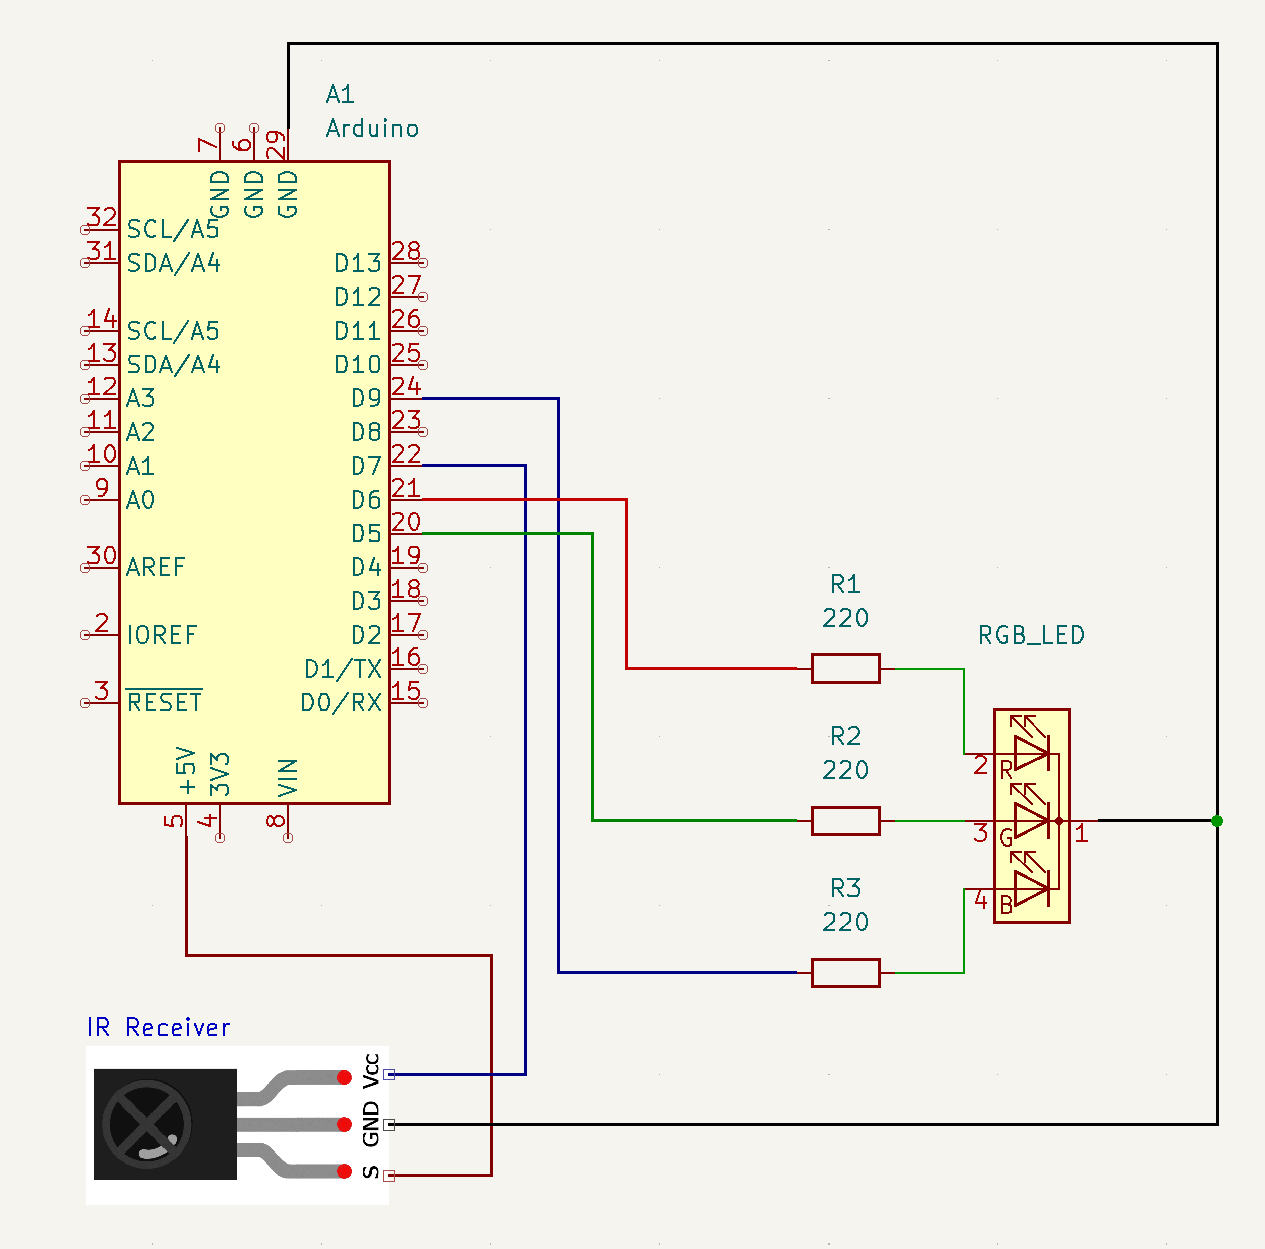 A1
Arduino
7
6
29
GND
GND
GND
32
SCL/A5
31
SDA/A4
14
SCL/A5
13
SDA/A4
12
A3
11
A2
10
A1
9
A0
30
AREF
2
IOREF
3
RESET
D13
28
D12
27
D11
26
D10
25
D9
24
D8
23
D7
22
D6
21
D5
20
D4
19
D3
18
D2
17
D1/TX
16
D0/RX
15
+5V
3V3
VIN
5
4
8
R1
220
R2
220
R3
220
RGB_LED
2
R
3
G
4
B
1
IR Receiver
Vcc
GND
S